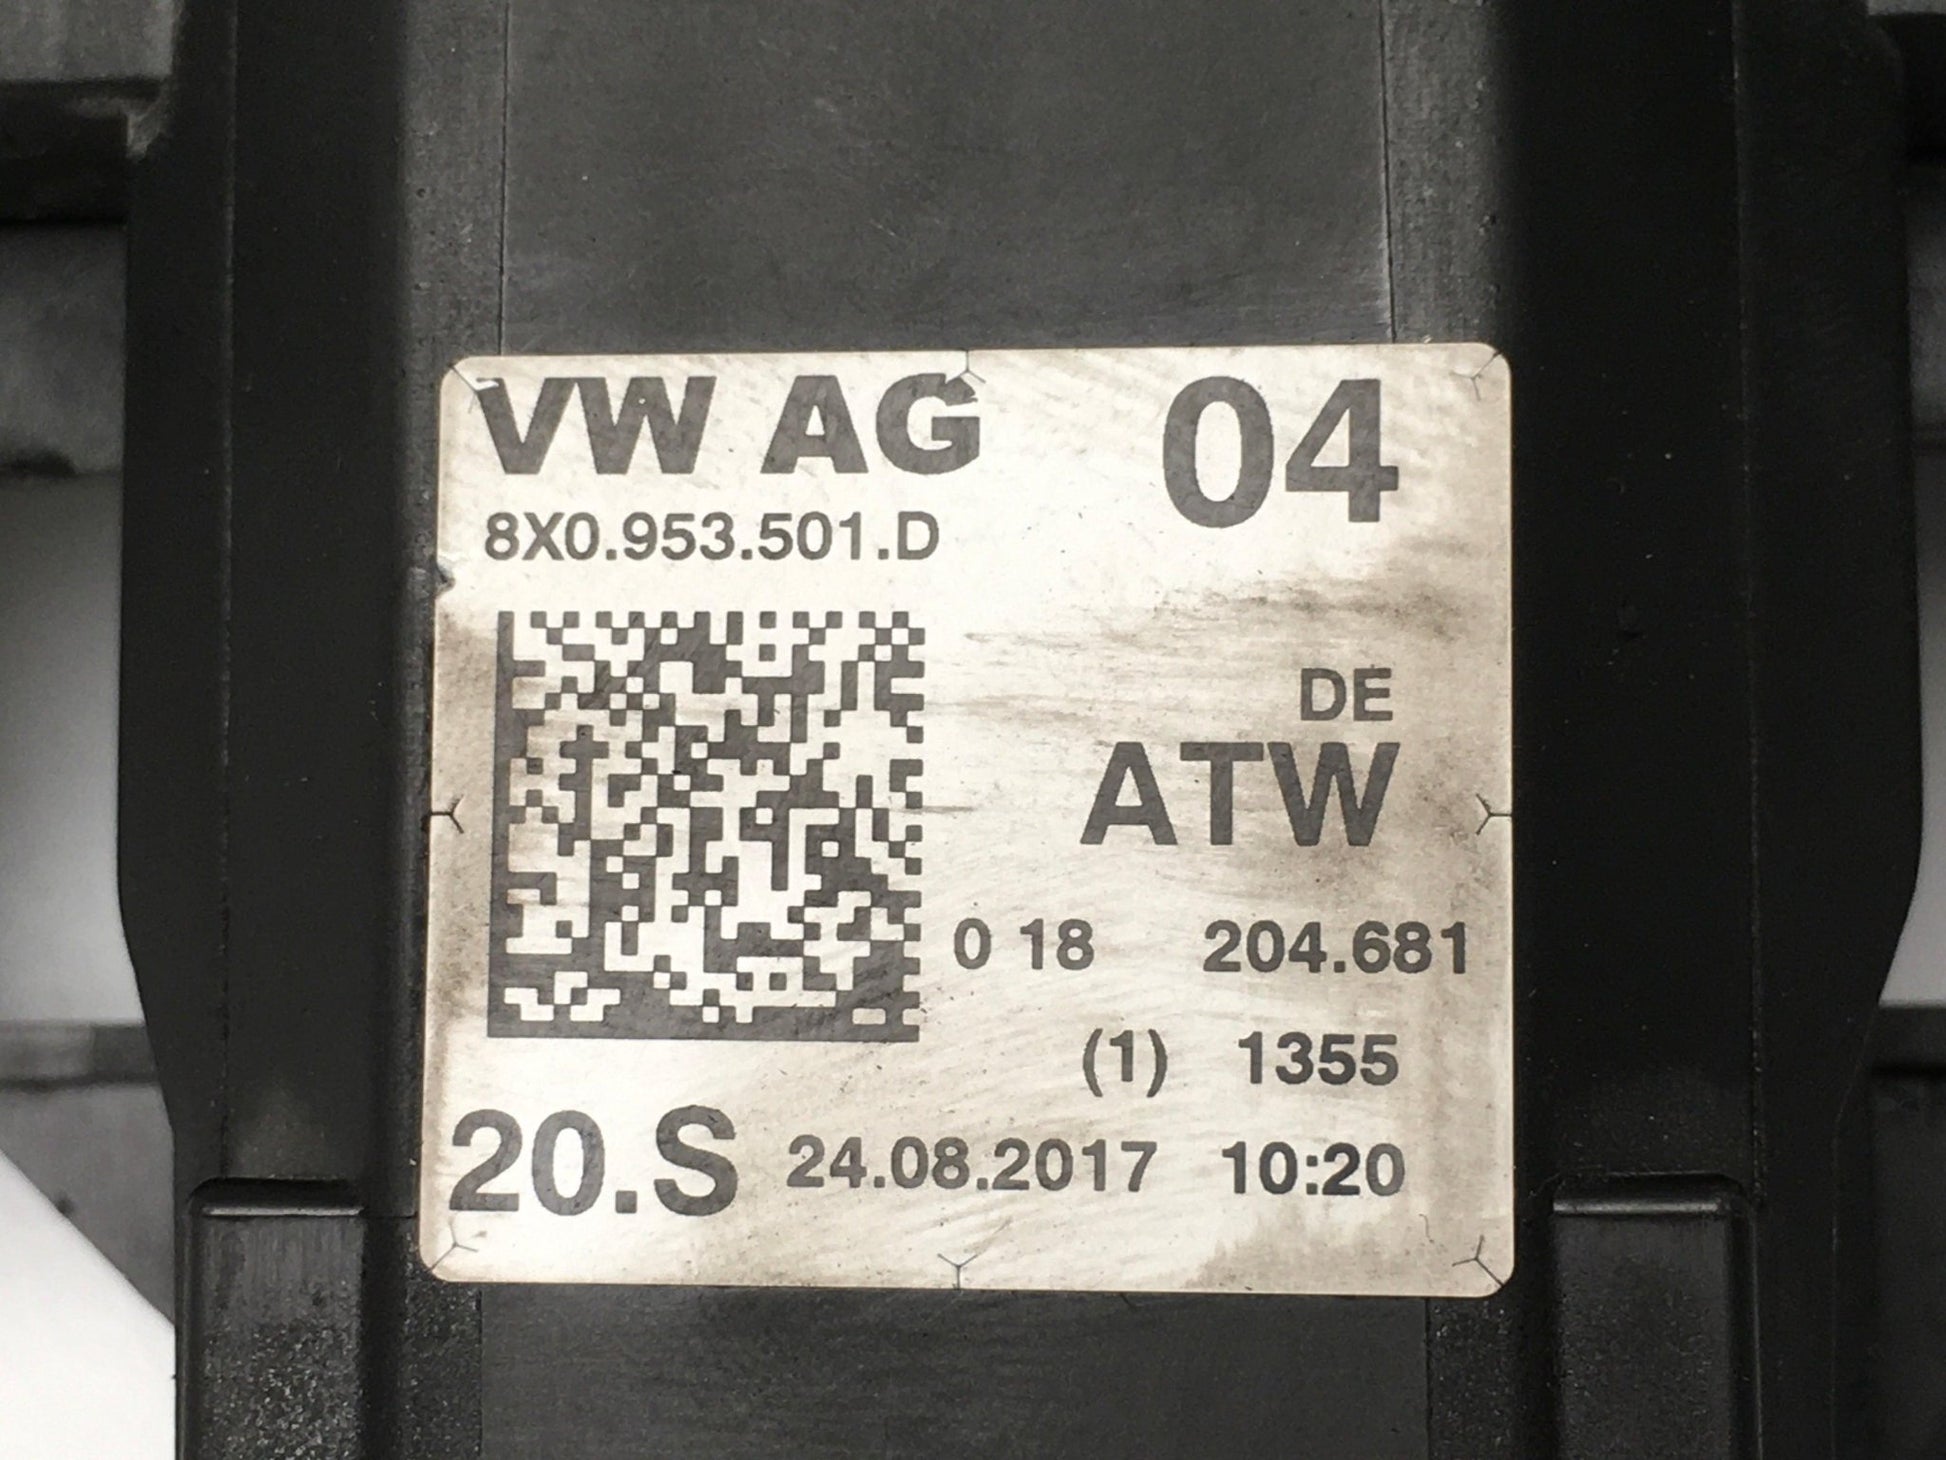 VW AG 04
8X0.953.501.D
DE
ATW
0 18 204.681
(1) 1355
20.S 24.08.2017 10:20